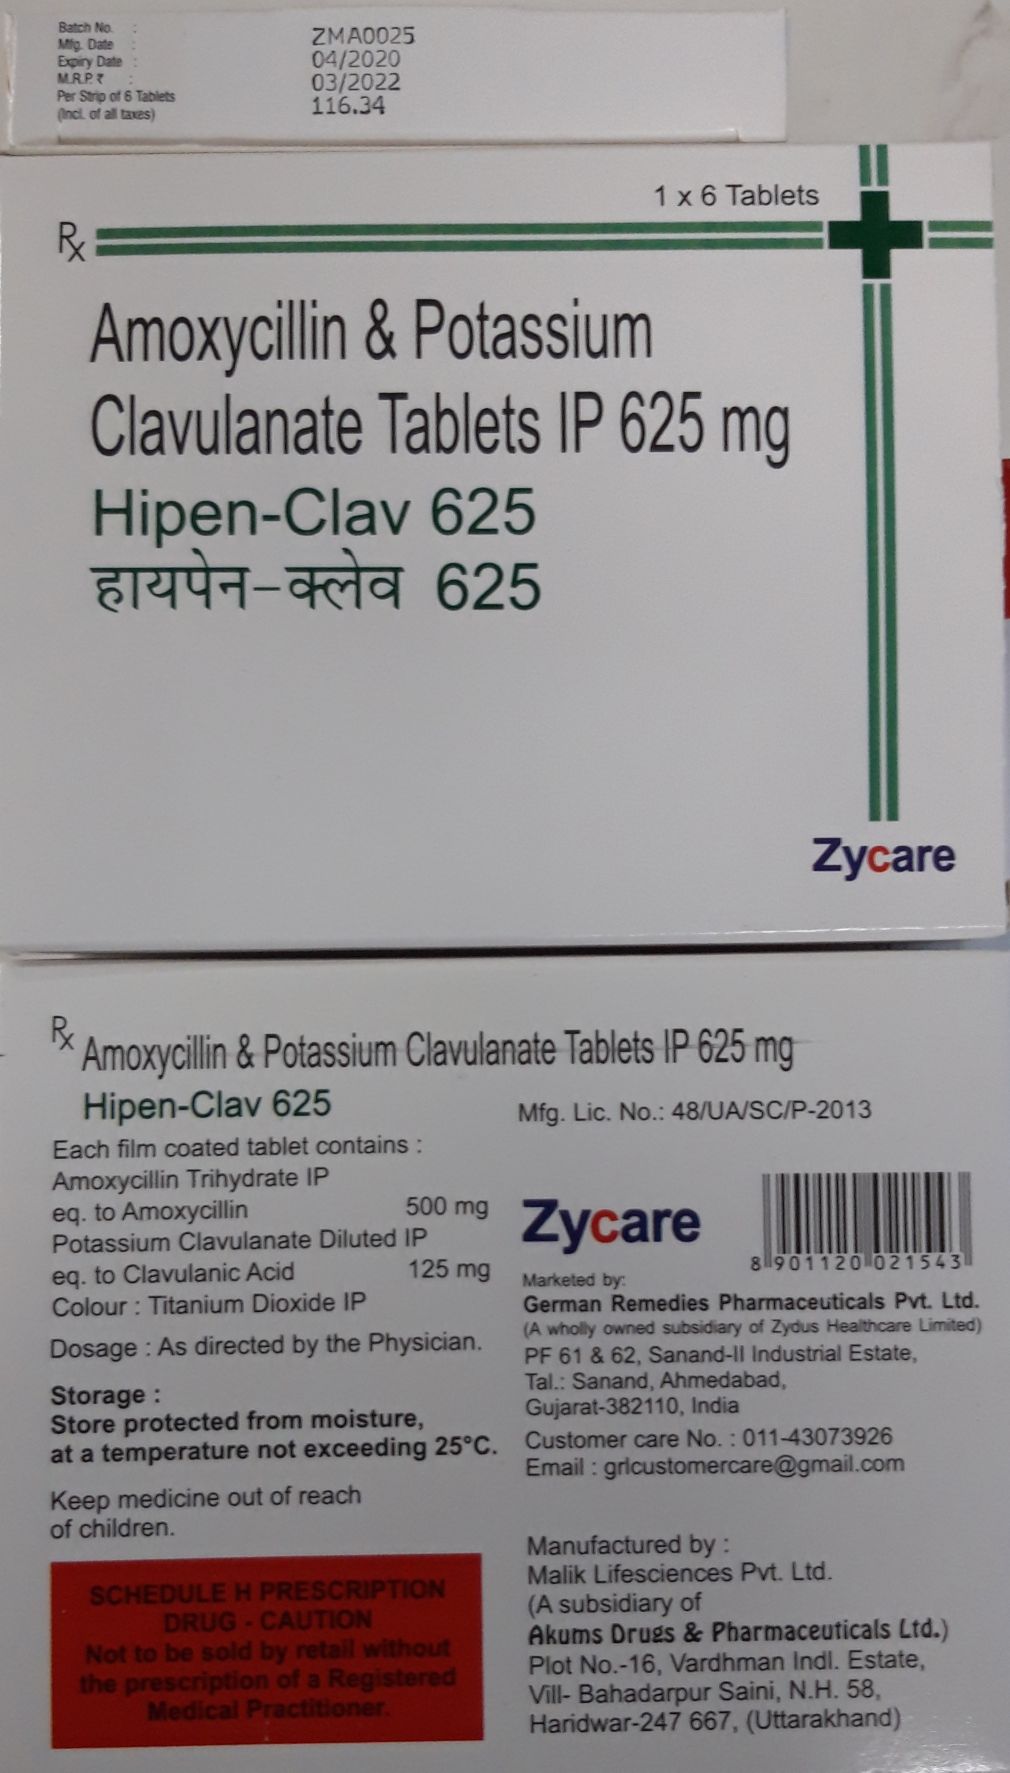 Batch No. : ZMA0025
Mfg. Date : 04/2020
Expiry Date : 03/2022
M.R.P. ₹ : 116.34
Per Strip of 6 Tablets
(Incl. of all taxes)
1 x 6 Tablets
Rx
Amoxycillin & Potassium
Clavulanate Tablets IP 625 mg
Hipen-Clav 625
हायपेन-क्लेव 625
Zycare
Rx
Amoxycillin & Potassium Clavulanate Tablets IP 625 mg
Hipen-Clav 625
Each film coated tablet contains :
Amoxycillin Trihydrate IP
eq. to Amoxycillin 500 mg
Potassium Clavulanate Diluted IP
eq. to Clavulanic Acid 125 mg
Colour : Titanium Dioxide IP
Dosage : As directed by the Physician.
Storage :
Store protected from moisture,
at a temperature not exceeding 25°C.
Keep medicine out of reach
of children.
SCHEDULE H PRESCRIPTION
DRUG - CAUTION
Not to be sold by retail without
the prescription of a Registered
Medical Practitioner.
Mfg. Lic. No.: 48/UA/SC/P-2013
Zycare
8 901120 021543
Marketed by:
German Remedies Pharmaceuticals Pvt. Ltd.
(A wholly owned subsidiary of Zydus Healthcare Limited)
PF 61 & 62, Sanand-II Industrial Estate,
Tal.: Sanand, Ahmedabad,
Gujarat-382110, India
Customer care No. : 011-43073926
Email : grlcustomercare@gmail.com
Manufactured by :
Malik Lifesciences Pvt. Ltd.
(A subsidiary of
Akums Drugs & Pharmaceuticals Ltd.)
Plot No.-16, Vardhman Indl. Estate,
Vill- Bahadarpur Saini, N.H. 58,
Haridwar-247 667, (Uttarakhand)